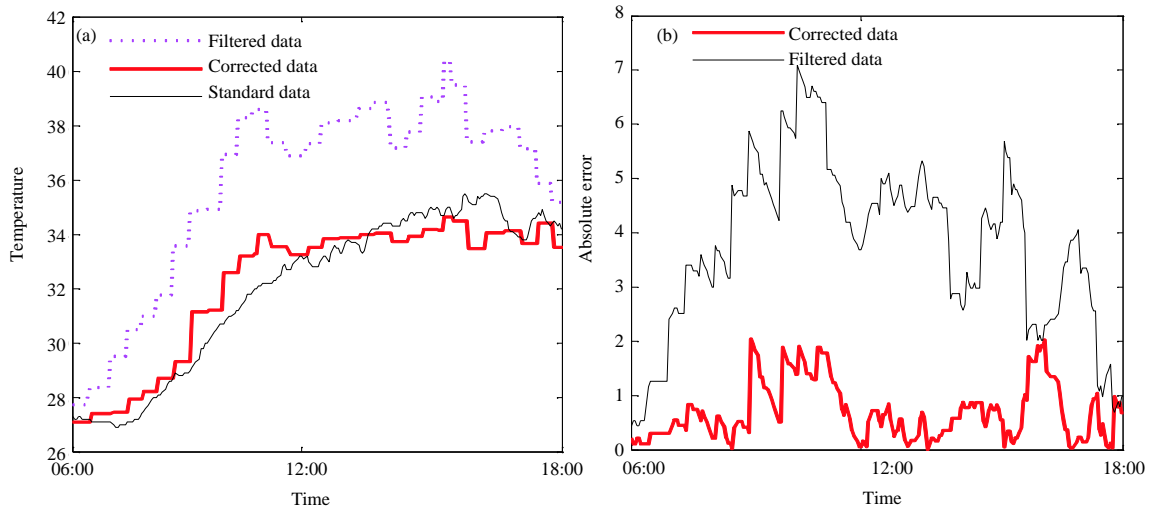 (a)
Filtered data
Corrected data
Standard data
42
40
38
36
34
32
30
28
26
06:00
12:00
18:00
Temperature
Time
(b)
Corrected data
Filtered data
8
7
6
5
4
3
2
1
0
06:00
12:00
18:00
Absolute error
Time